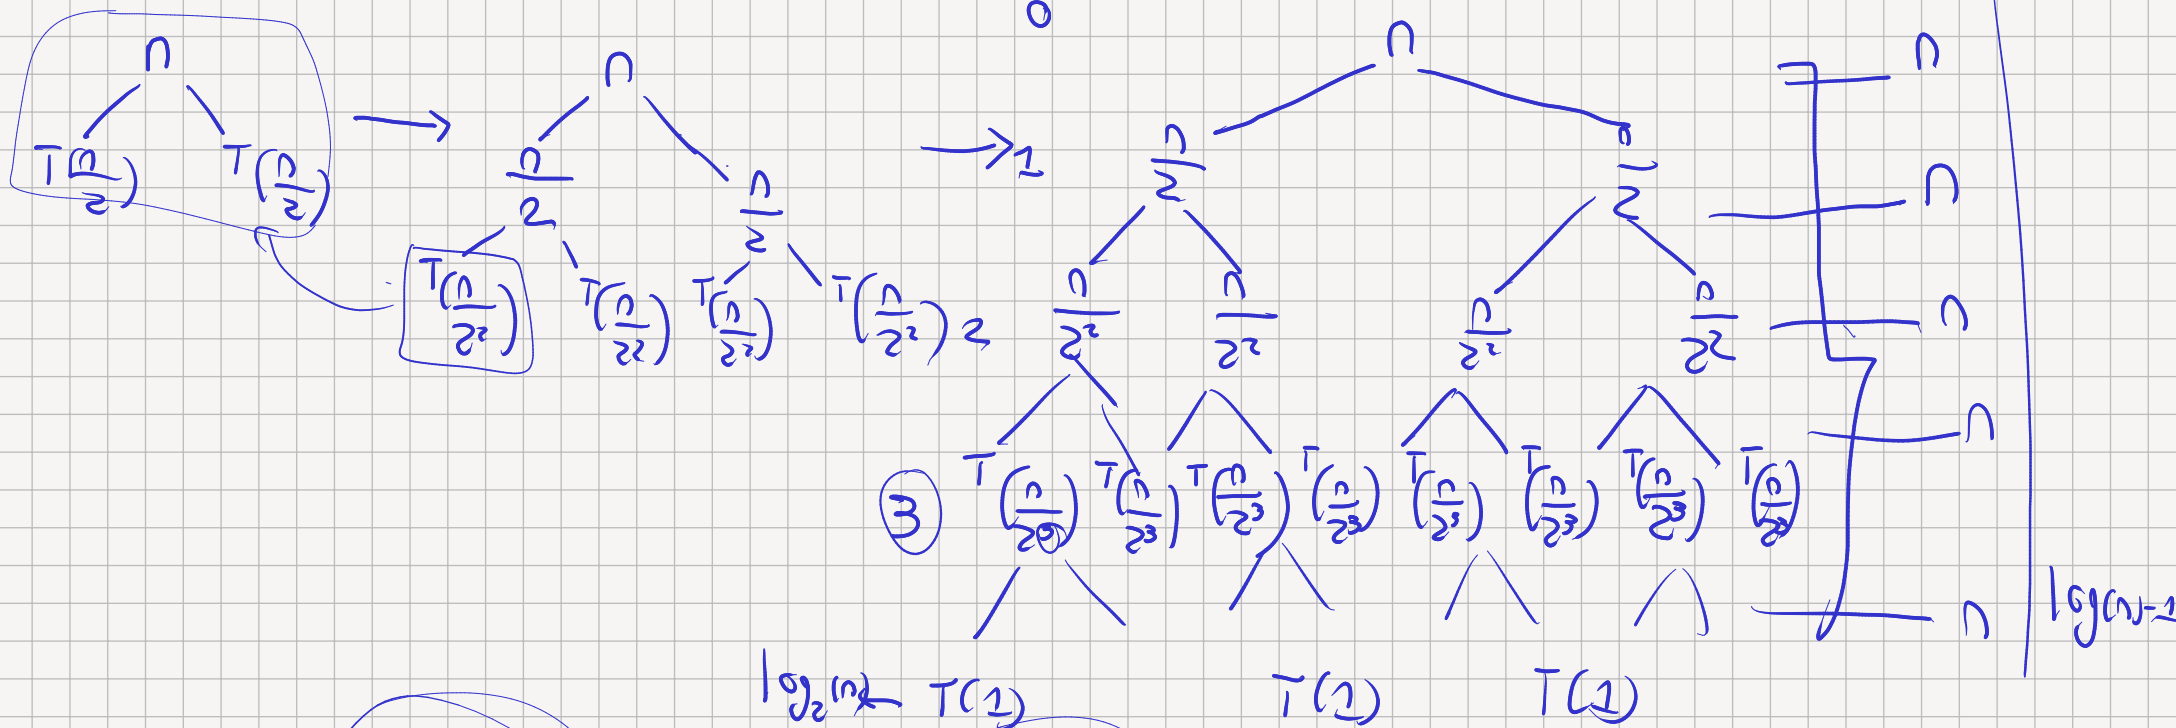 0
n n n n
1 n/2 n/2 n/2 n/2 n
T(n/2) T(n/2)
T(n/2²) T(n/2²) T(n/2²) T(n/2²) 2 n/2² n/2² n/2² n/2² n
3 T(n/2³) T(n/2³) T(n/2³) T(n/2³) T(n/2³) T(n/2³) T(n/2³) T(n/2³) n
n log(n)-1
log₂(n) T(1) T(1) T(1)